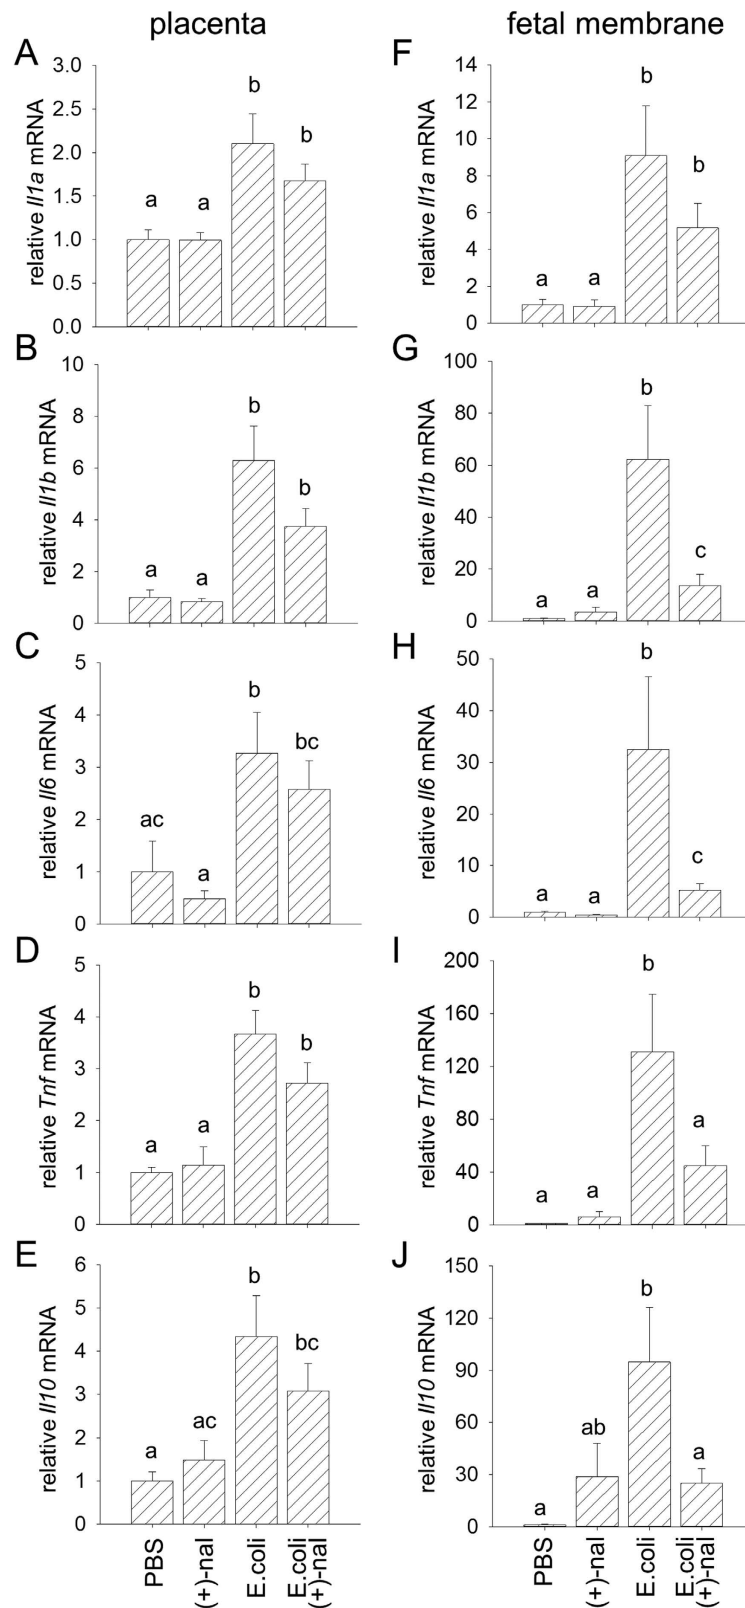 placenta
fetal membrane
A
relative Il1a mRNA
3.0
2.5
2.0
1.5
1.0
0.5
0.0
a
a
b
b
F
relative Il1a mRNA
14
12
10
8
6
4
2
0
a
a
b
b
B
relative Il1b mRNA
10
8
6
4
2
0
a
a
b
b
G
relative Il1b mRNA
100
80
60
40
20
0
a
a
b
c
C
relative Il6 mRNA
5
4
3
2
1
0
ac
a
b
bc
H
relative Il6 mRNA
50
40
30
20
10
0
a
a
b
c
D
relative Tnf mRNA
5
4
3
2
1
0
a
a
b
b
I
relative Tnf mRNA
200
160
120
80
40
0
a
a
b
a
E
relative Il10 mRNA
6
5
4
3
2
1
0
a
ac
b
bc
J
relative Il10 mRNA
150
120
90
60
30
0
a
ab
b
a
PBS
(+)-nal
E.coli
E.coli
(+)-nal
PBS
(+)-nal
E.coli
E.coli
(+)-nal